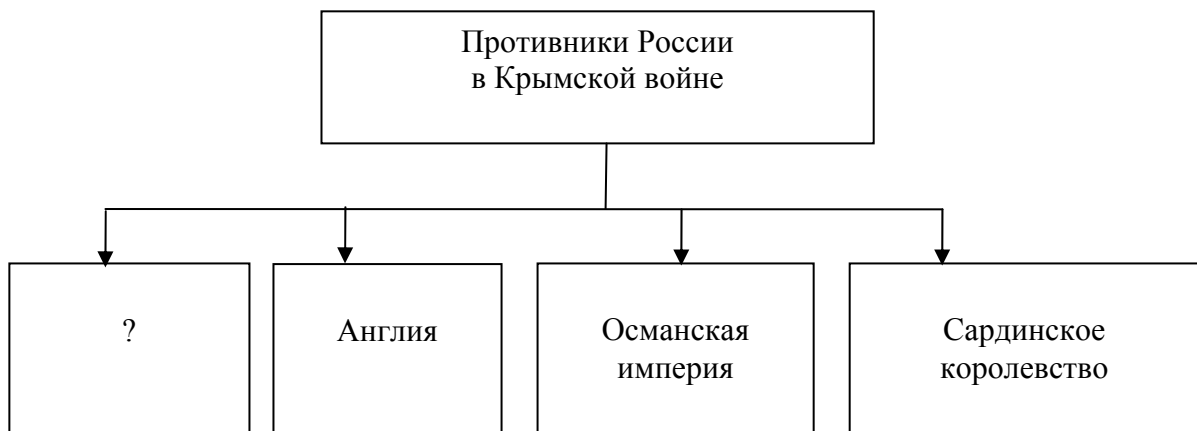 Противники России
в Крымской войне
?
Англия
Османская
империя
Сардинское
королевство